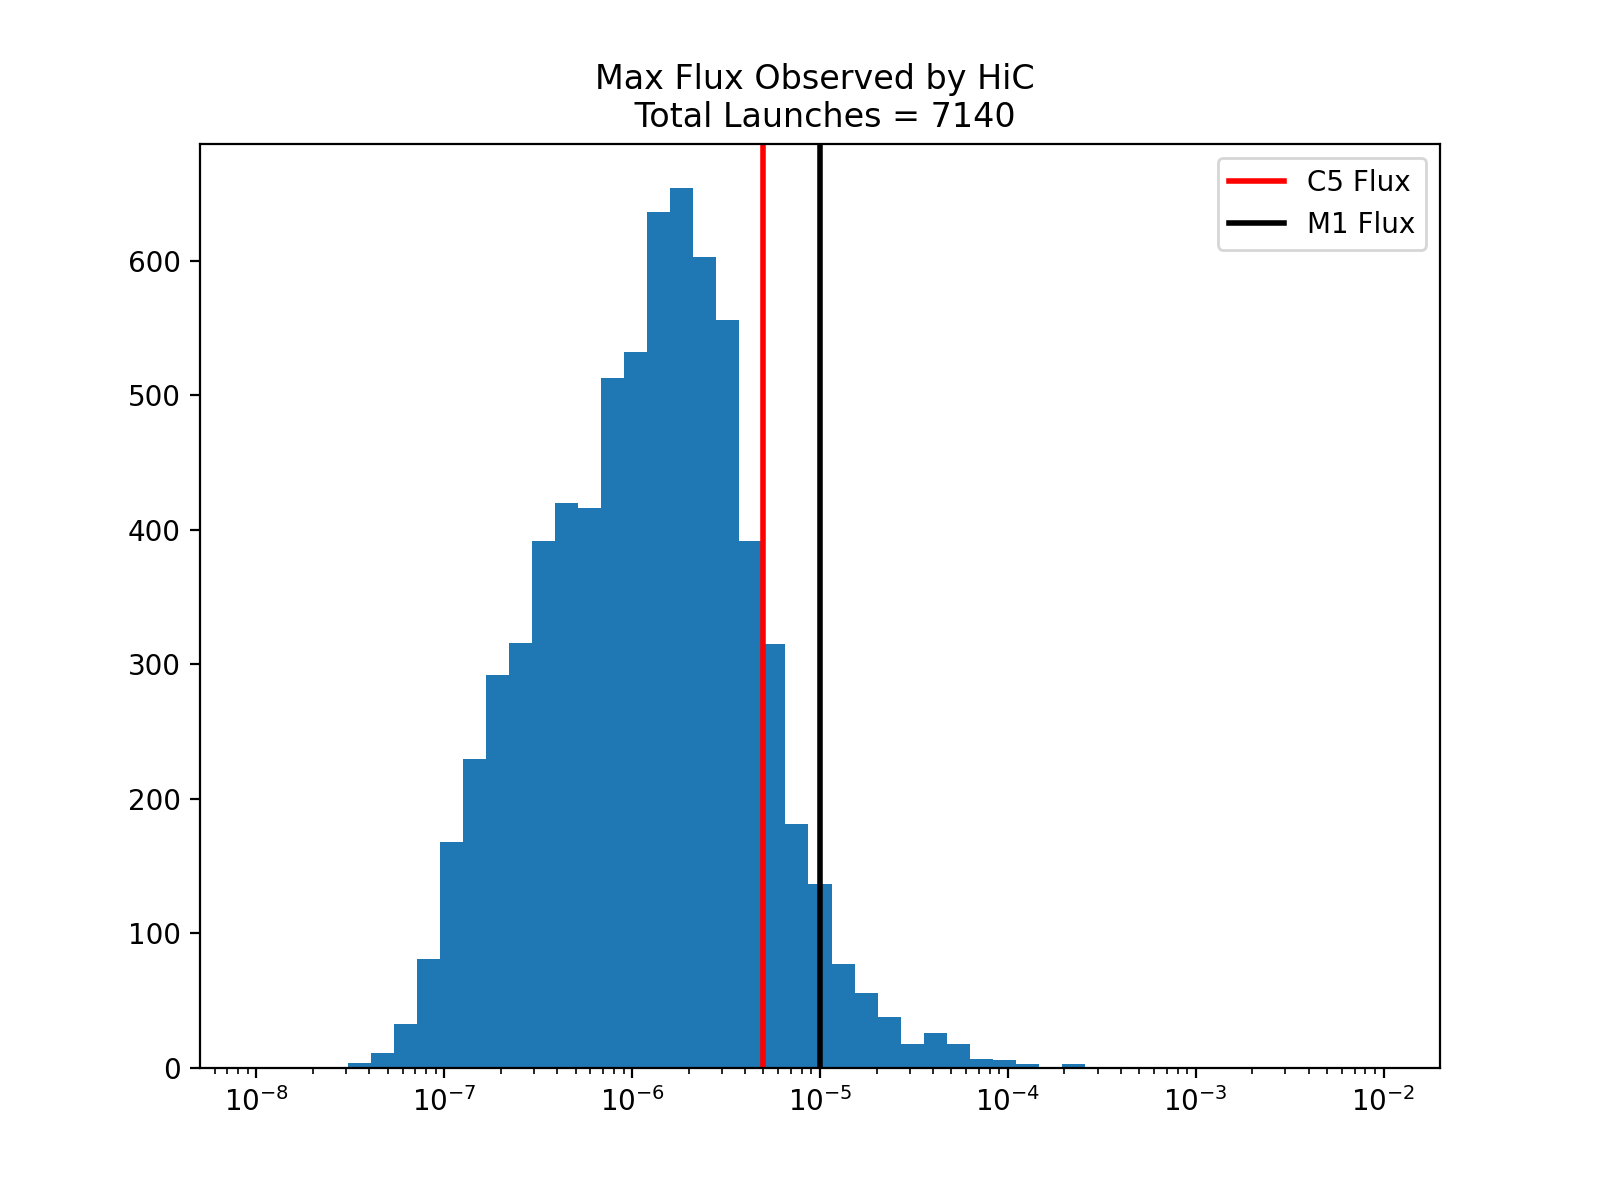 Max Flux Observed by HiC
Total Launches = 7140
C5 Flux
M1 Flux
600
500
400
300
200
100
0
10⁻⁸ 10⁻⁷ 10⁻⁶ 10⁻⁵ 10⁻⁴ 10⁻³ 10⁻²